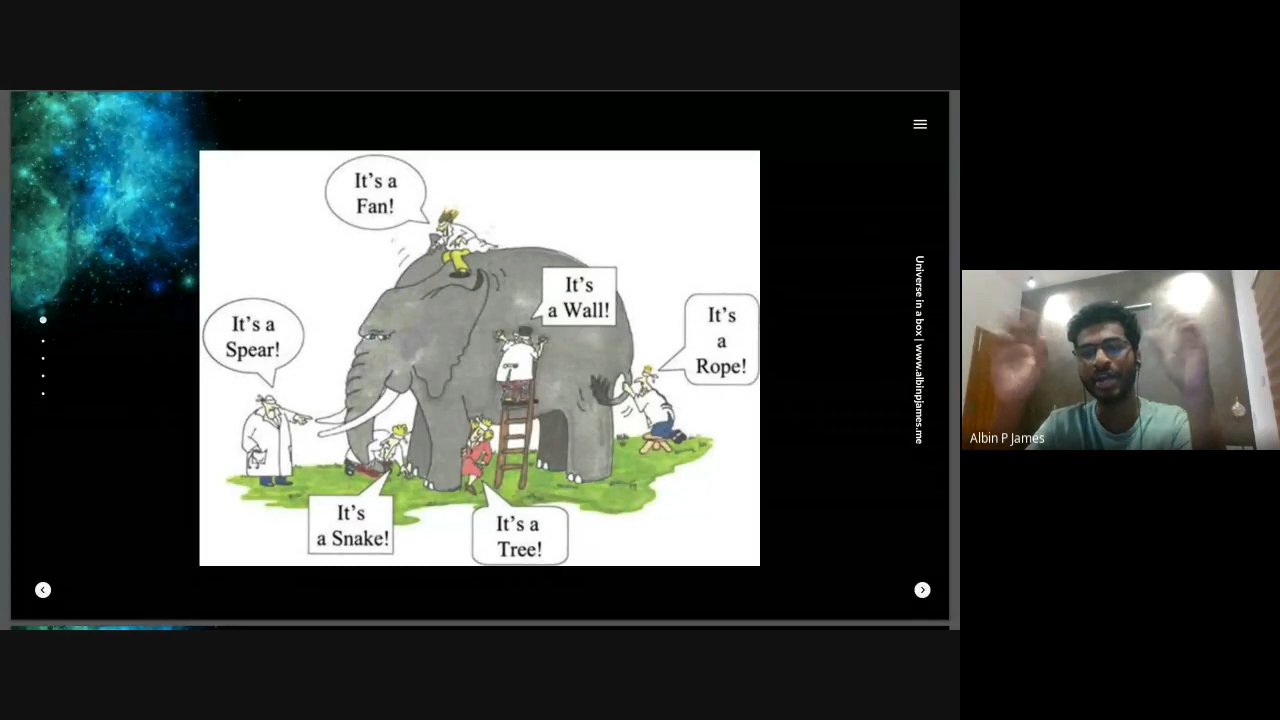 It's a
Fan!
It's
a Wall!
It's a
Spear!
It's
a
Rope!
It's
a Snake!
It's a
Tree!
Universe in a box | www.albinpjames.me
Albin P James